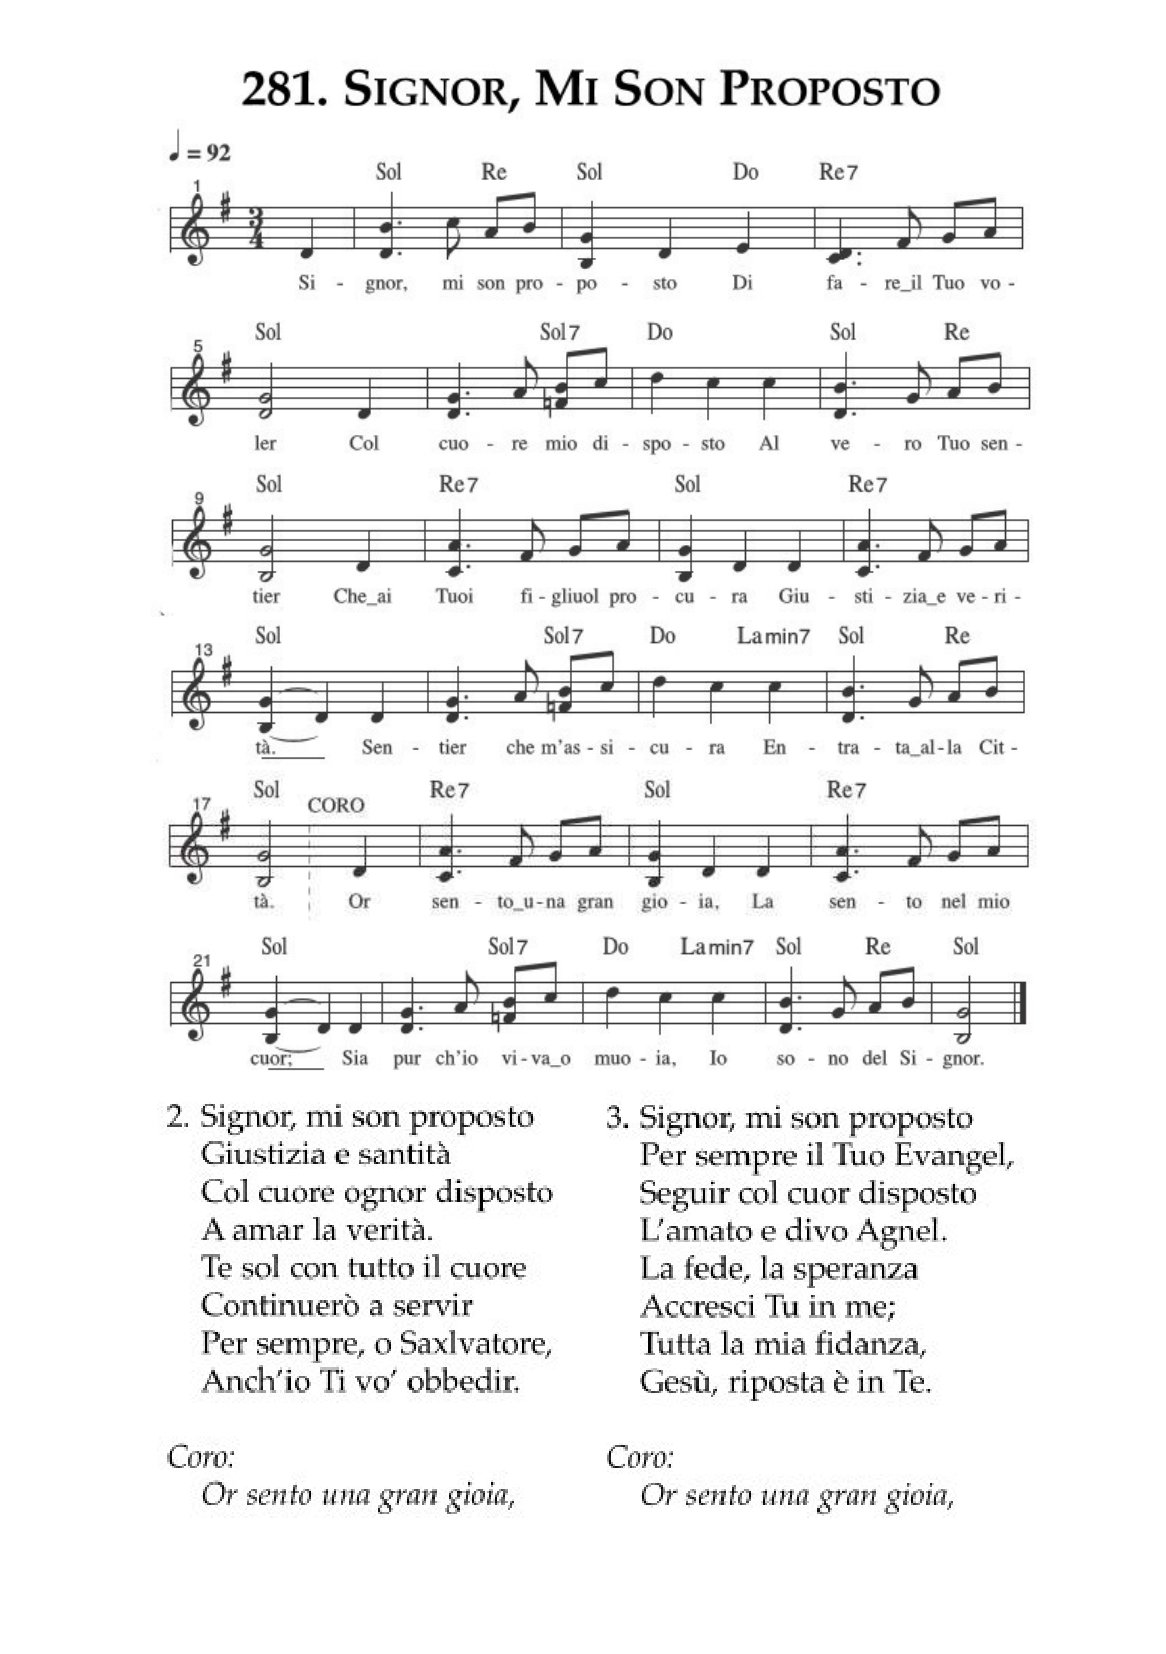 281. Signor, Mi Son Proposto
♩ = 92
Sol Re Sol Do Re7
1
3
4
Si - gnor, mi son pro - po - sto Di fa - re_il Tuo vo -
Sol Sol7 Do Sol Re
5
ler Col cuo - re mio di - spo - sto Al ve - ro Tuo sen -
Sol Re7 Sol Re7
9
tier Che_ai Tuoi fi - gliuol pro - cu - ra Giu - sti - zia_e ve - ri -
Sol Sol7 Do Lamin7 Sol Re
13
tà. Sen - tier che m'as - si - cu - ra En - tra - ta_al - la Cit -
Sol CORO Re7 Sol Re7
17
tà. Or sen - to_u - na gran gio - ia, La sen - to nel mio
Sol Sol7 Do Lamin7 Sol Re Sol
21
cuor; Sia pur ch'io vi - va_o muo - ia, Io so - no del Si - gnor.
2. Signor, mi son proposto
Giustizia e santità
Col cuore ognor disposto
A amar la verità.
Te sol con tutto il cuore
Continuerò a servir
Per sempre, o Saxlvatore,
Anch'io Ti vo' obbedir.
Coro:
Or sento una gran gioia,
3. Signor, mi son proposto
Per sempre il Tuo Evangel,
Seguir col cuor disposto
L'amato e divo Agnel.
La fede, la speranza
Accresci Tu in me;
Tutta la mia fidanza,
Gesù, riposta è in Te.
Coro:
Or sento una gran gioia,